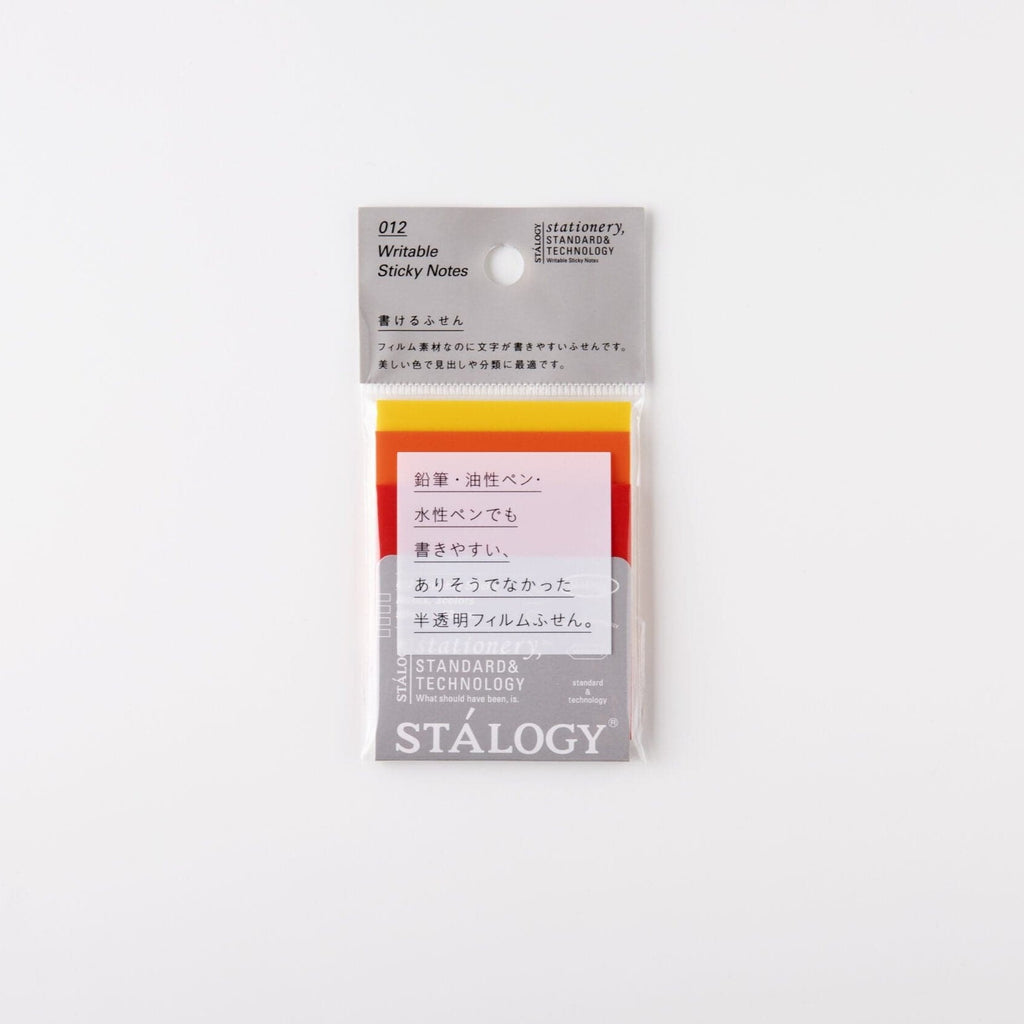 012
Writable
Sticky Notes
STÁLOGY
stationery,
STANDARD&
TECHNOLOGY
Writable Sticky Notes
書けるふせん
フィルム素材なのに文字が書きやすいふせんです。
美しい色で見出しや分類に最適です。
鉛筆・油性ペン・
水性ペンでも
書きやすい、
ありそうでなかった
半透明フィルムふせん。
stationery,
STANDARD&
TECHNOLOGY
What should have been, is.
standard
&
technology
STÁLOGY®